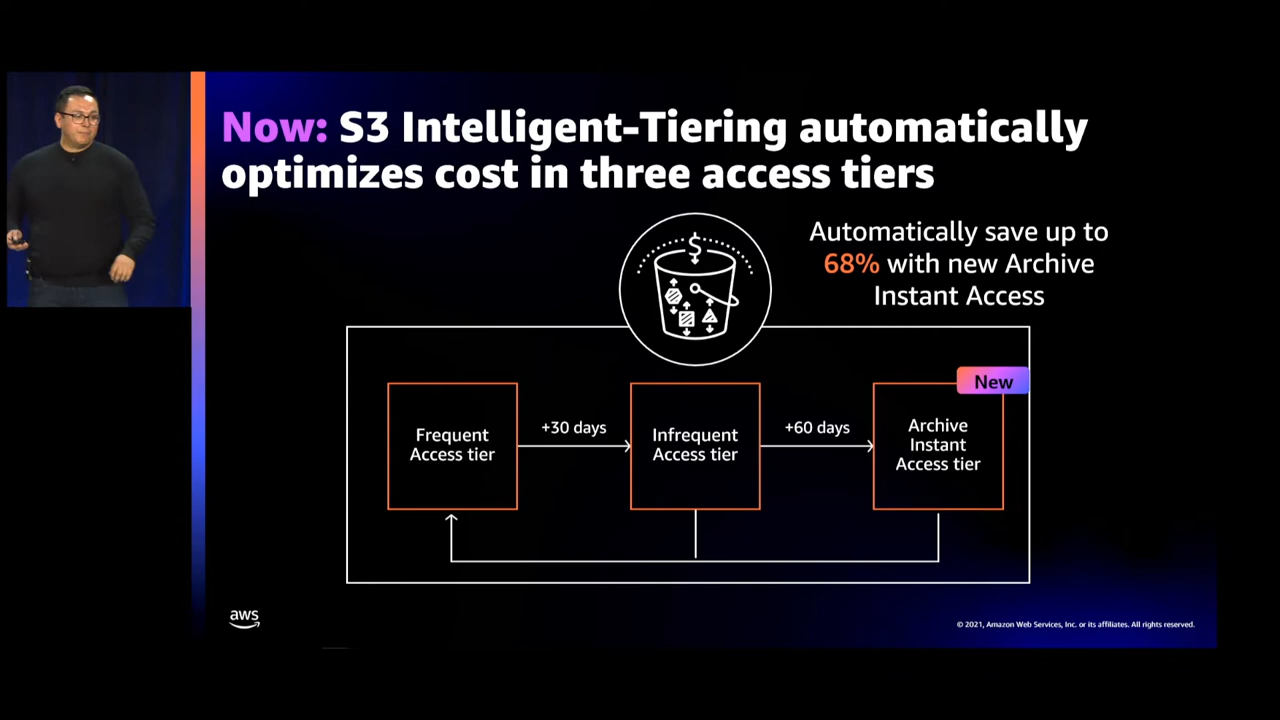 Now: S3 Intelligent-Tiering automatically
optimizes cost in three access tiers
Automatically save up to
68% with new Archive
Instant Access
$
New
Frequent
Access tier
+30 days
Infrequent
Access tier
+60 days
Archive
Instant
Access tier
aws
© 2021, Amazon Web Services, Inc. or its affiliates. All rights reserved.